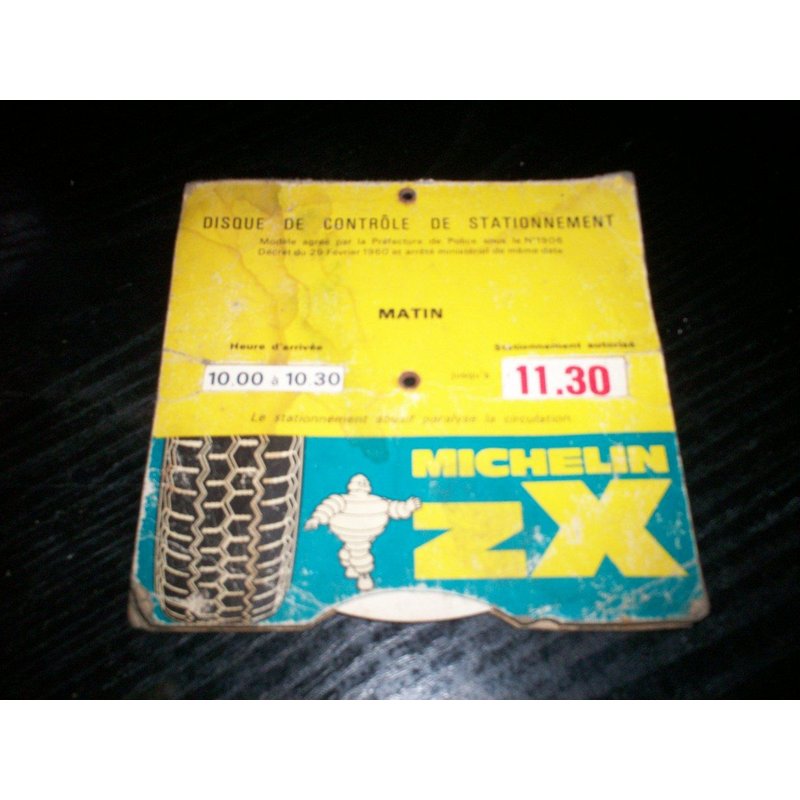 DISQUE DE CONTRÔLE DE STATIONNEMENT
Modèle agréé par la Préfecture de Police sous le N° 1906
Décret du 29 Février 1960 et arrêté ministériel de même date
MATIN
Heure d'arrivée Stationnement autorisé
10.00 à 10.30 jusqu'à 11.30
Le stationnement abusif paralyse la circulation
MICHELIN
ZX